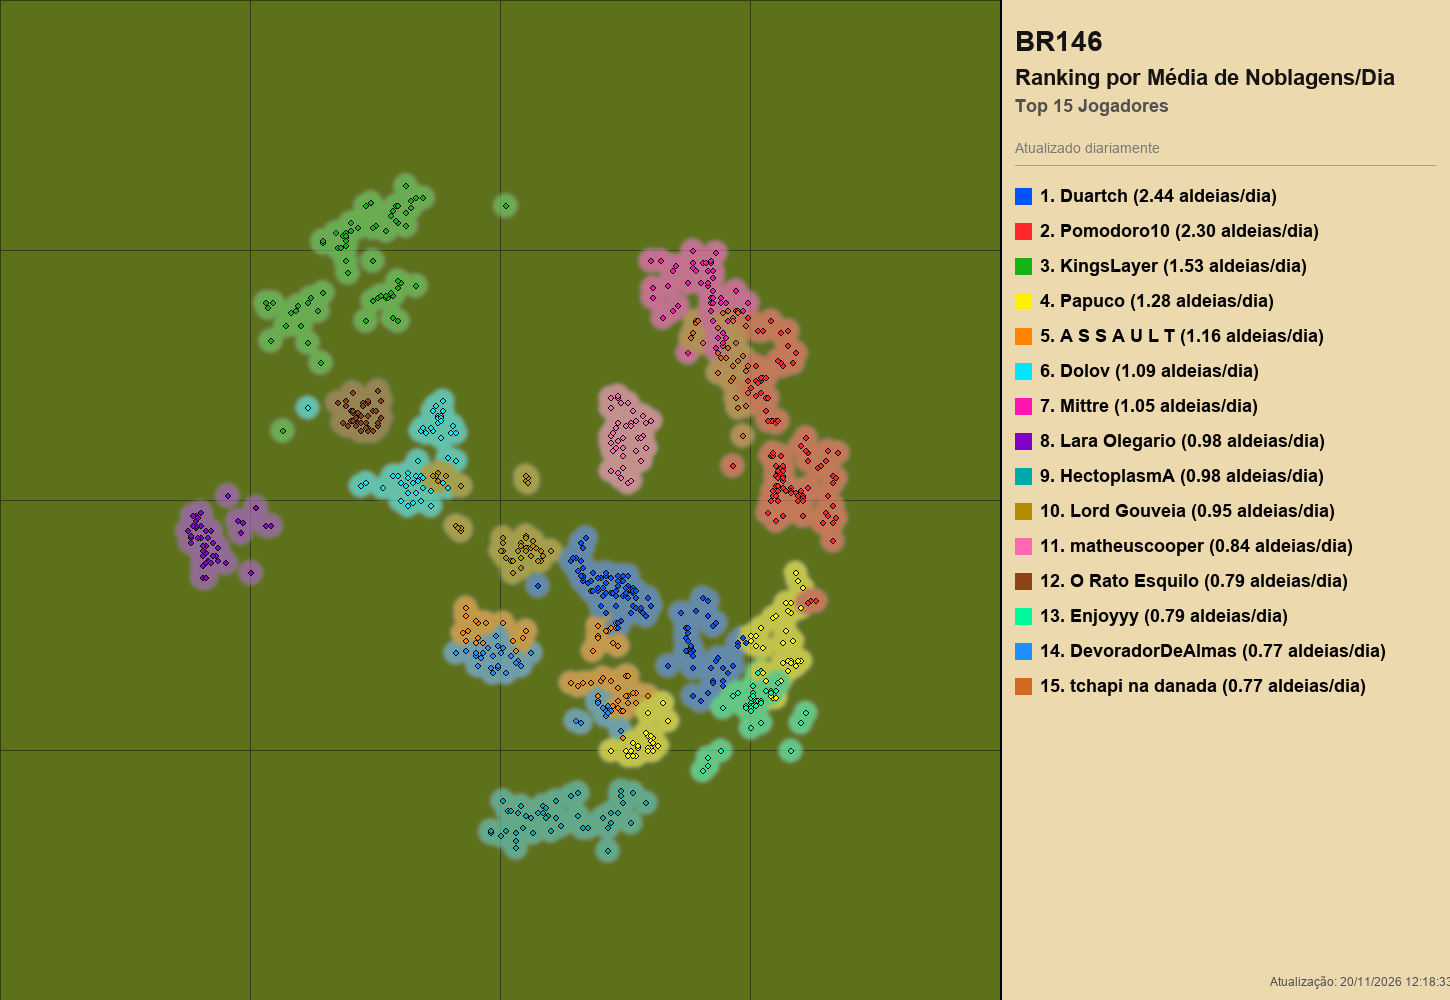 BR146
Ranking por Média de Noblagens/Dia
Top 15 Jogadores
Atualizado diariamente
1. Duartch (2.44 aldeias/dia)
2. Pomodoro10 (2.30 aldeias/dia)
3. KingsLayer (1.53 aldeias/dia)
4. Papuco (1.28 aldeias/dia)
5. A S S A U L T (1.16 aldeias/dia)
6. Dolov (1.09 aldeias/dia)
7. Mittre (1.05 aldeias/dia)
8. Lara Olegario (0.98 aldeias/dia)
9. HectoplasmA (0.98 aldeias/dia)
10. Lord Gouveia (0.95 aldeias/dia)
11. matheuscooper (0.84 aldeias/dia)
12. O Rato Esquilo (0.79 aldeias/dia)
13. Enjoyyy (0.79 aldeias/dia)
14. DevoradorDeAlmas (0.77 aldeias/dia)
15. tchapi na danada (0.77 aldeias/dia)
Atualização: 20/11/2026 12:18:33